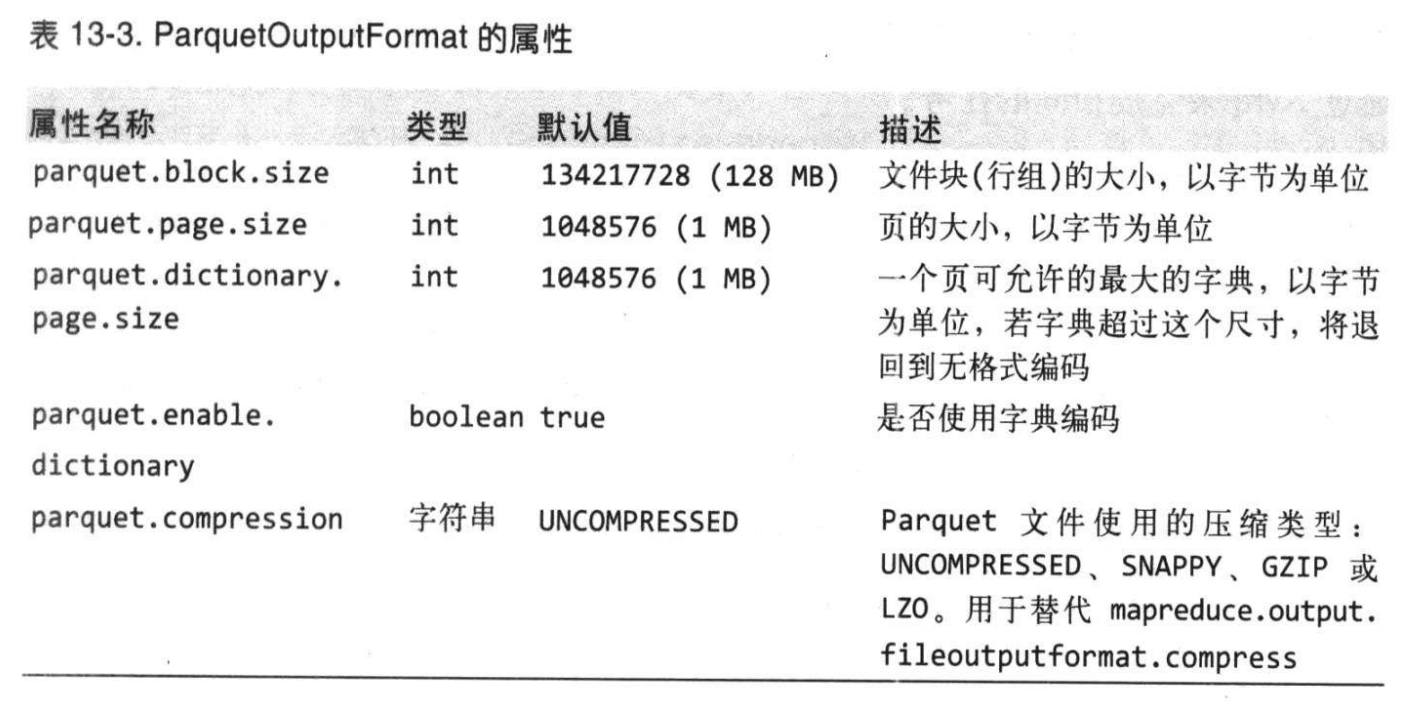 表 13-3. ParquetOutputFormat 的属性
属性名称 类型 默认值 描述
parquet.block.size int 134217728 (128 MB) 文件块(行组)的大小，以字节为单位
parquet.page.size int 1048576 (1 MB) 页的大小，以字节为单位
parquet.dictionary. int 1048576 (1 MB) 一个页可允许的最大的字典，以字节
page.size 为单位，若字典超过这个尺寸，将退
回到无格式编码
parquet.enable. boolean true 是否使用字典编码
dictionary
parquet.compression 字符串 UNCOMPRESSED Parquet 文件使用的压缩类型：
UNCOMPRESSED、SNAPPY、GZIP 或
LZO。用于替代 mapreduce.output.
fileoutputformat.compress